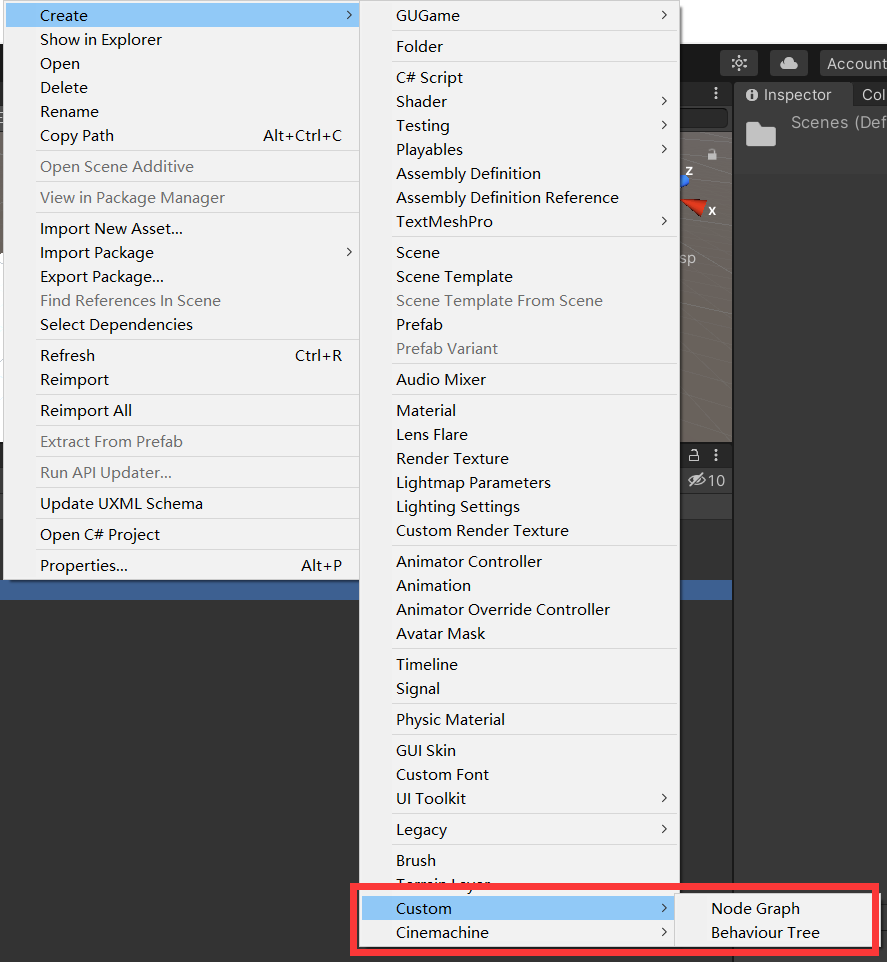 Create
Show in Explorer
Open
Delete
Rename
Copy Path Alt+Ctrl+C
Open Scene Additive
View in Package Manager
Import New Asset...
Import Package
Export Package...
Find References In Scene
Select Dependencies
Refresh Ctrl+R
Reimport
Reimport All
Extract From Prefab
Run API Updater...
Update UXML Schema
Open C# Project
Properties... Alt+P
GUGame
Folder
C# Script
Shader
Testing
Playables
Assembly Definition
Assembly Definition Reference
TextMeshPro
Scene
Scene Template
Scene Template From Scene
Prefab
Prefab Variant
Audio Mixer
Material
Lens Flare
Render Texture
Lightmap Parameters
Lighting Settings
Custom Render Texture
Animator Controller
Animation
Animator Override Controller
Avatar Mask
Timeline
Signal
Physic Material
GUI Skin
Custom Font
UI Toolkit
Legacy
Brush
Terrain Layer
Custom
Cinemachine
Node Graph
Behaviour Tree
Account
Inspector Col
Scenes (Def
z
x
sp
10